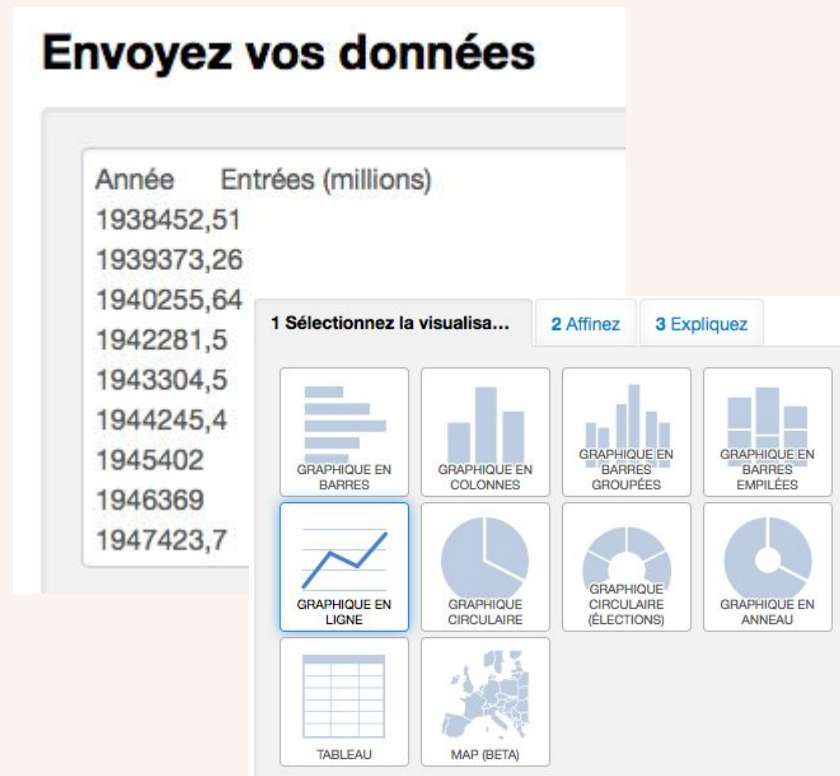 Envoyez vos données
Année Entrées (millions)
1938452,51
1939373,26
1940255,64
1942281,5
1943304,5
1944245,4
1945402
1946369
1947423,7
1 Sélectionnez la visualisa...
2 Affinez
3 Expliquez
GRAPHIQUE EN
BARRES
GRAPHIQUE EN
COLONNES
GRAPHIQUE EN
BARRES
GROUPÉES
GRAPHIQUE EN
BARRES
EMPILÉES
GRAPHIQUE EN
LIGNE
GRAPHIQUE
CIRCULAIRE
GRAPHIQUE
CIRCULAIRE
(ÉLECTIONS)
GRAPHIQUE EN
ANNEAU
TABLEAU
MAP (BETA)